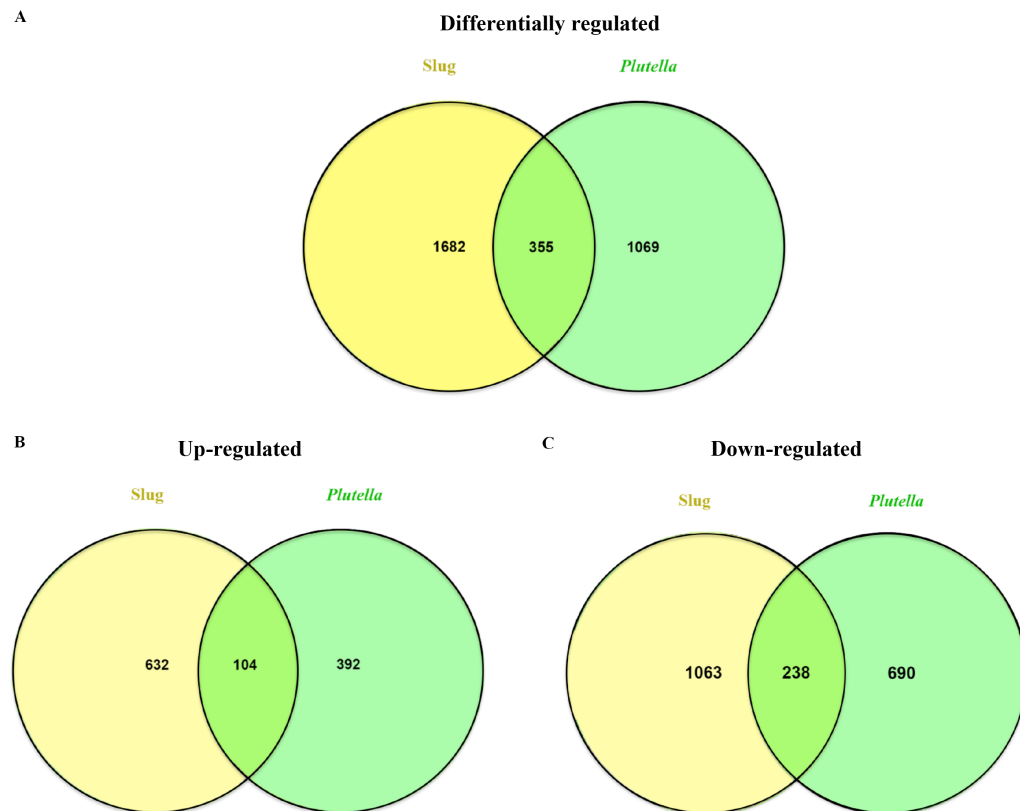 A
Differentially regulated
Slug Plutella
1682 355 1069
B
Up-regulated
Slug Plutella
632 104 392
C
Down-regulated
Slug Plutella
1063 238 690